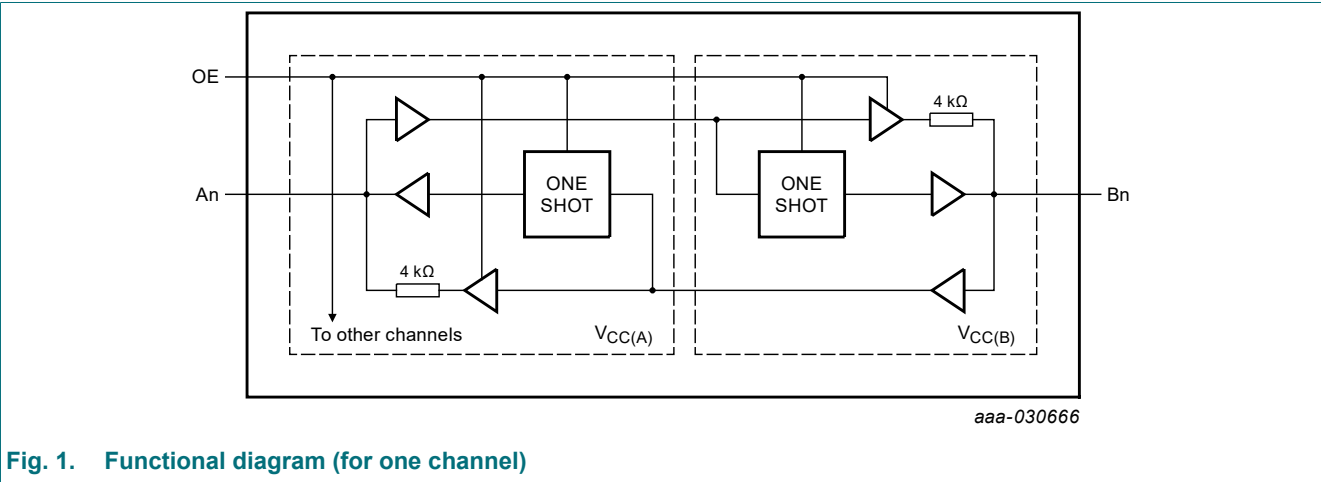 OE
4 kΩ
ONE
SHOT
ONE
SHOT
An
Bn
4 kΩ
To other channels
VCC(A)
VCC(B)
aaa-030666
Fig. 1. Functional diagram (for one channel)